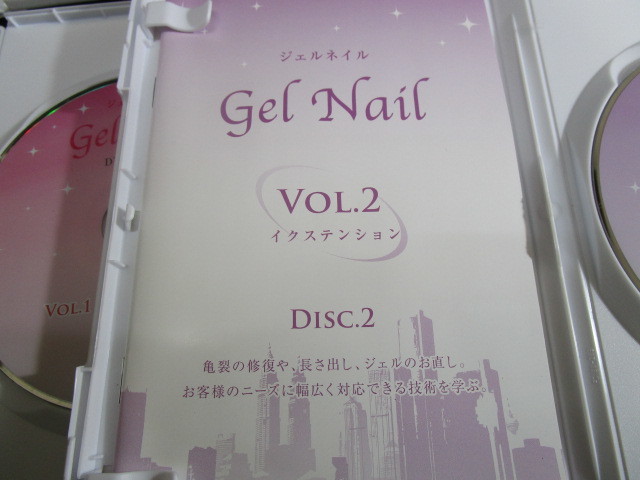 ジェルネイル
Gel Nail
VOL.2
イクステンション
DISC.2
亀裂の修復や、長さ出し、ジェルのお直し。
お客様のニーズに幅広く対応できる技術を学ぶ。
Gel
VOL.1